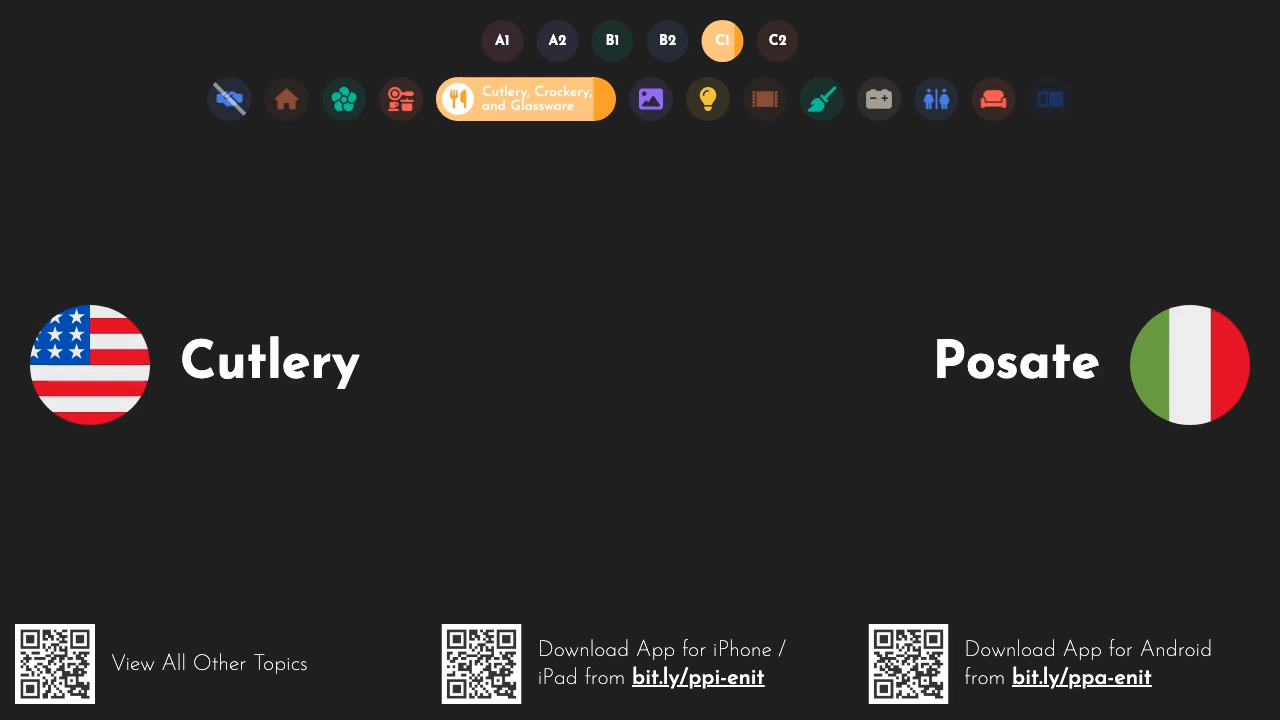 A1 A2 B1 B2 C1 C2
Cutlery, Crockery,
and Glassware
Cutlery
Posate
View All Other Topics
Download App for iPhone /
iPad from bit.ly/ppi-enit
Download App for Android
from bit.ly/ppa-enit